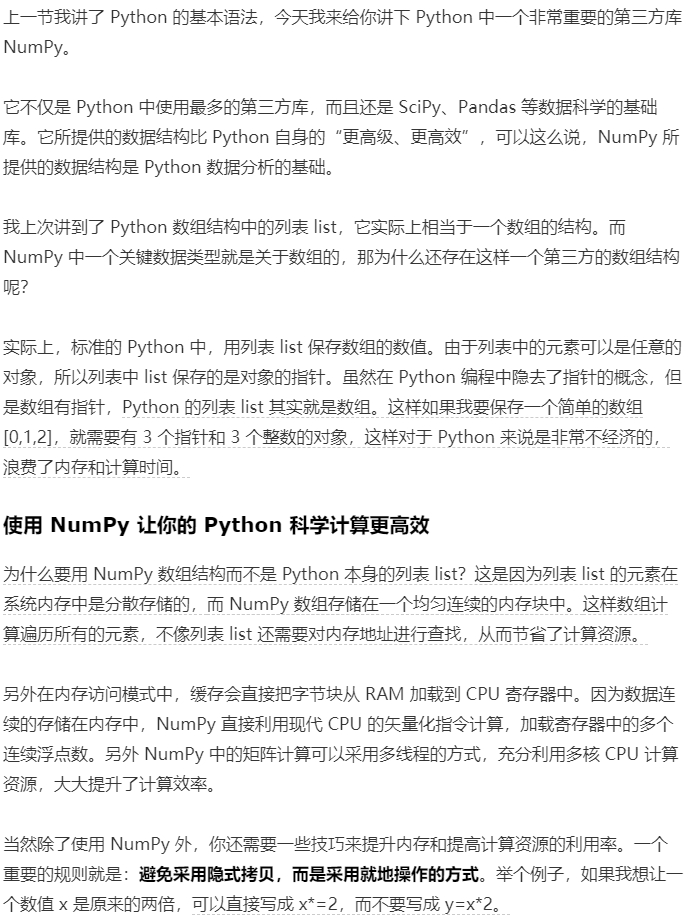 上一节我讲了 Python 的基本语法，今天我来给你讲下 Python 中一个非常重要的第三方库
NumPy。
它不仅是 Python 中使用最多的第三方库，而且还是 SciPy、Pandas 等数据科学的基础
库。它所提供的数据结构比 Python 自身的“更高级、更高效”，可以这么说，NumPy 所
提供的数据结构是 Python 数据分析的基础。
我上次讲到了 Python 数组结构中的列表 list，它实际上相当于一个数组的结构。而
NumPy 中一个关键数据类型就是关于数组的，那为什么还存在这样一个第三方的数组结构
呢？
实际上，标准的 Python 中，用列表 list 保存数组的数值。由于列表中的元素可以是任意的
对象，所以列表中 list 保存的是对象的指针。虽然在 Python 编程中隐去了指针的概念，但
是数组有指针，Python 的列表 list 其实就是数组。这样如果我要保存一个简单的数组
[0,1,2]，就需要有 3 个指针和 3 个整数的对象，这样对于 Python 来说是非常不经济的，
浪费了内存和计算时间。
使用 NumPy 让你的 Python 科学计算更高效
为什么要用 NumPy 数组结构而不是 Python 本身的列表 list？这是因为列表 list 的元素在
系统内存中是分散存储的，而 NumPy 数组存储在一个均匀连续的内存块中。这样数组计
算遍历所有的元素，不像列表 list 还需要对内存地址进行查找，从而节省了计算资源。
另外在内存访问模式中，缓存会直接把字节块从 RAM 加载到 CPU 寄存器中。因为数据连
续的存储在内存中，NumPy 直接利用现代 CPU 的矢量化指令计算，加载寄存器中的多个
连续浮点数。另外 NumPy 中的矩阵计算可以采用多线程的方式，充分利用多核 CPU 计算
资源，大大提升了计算效率。
当然除了使用 NumPy 外，你还需要一些技巧来提升内存和提高计算资源的利用率。一个
重要的规则就是：避免采用隐式拷贝，而是采用就地操作的方式。举个例子，如果我想让一
个数值 x 是原来的两倍，可以直接写成 x*=2，而不要写成 y=x*2。